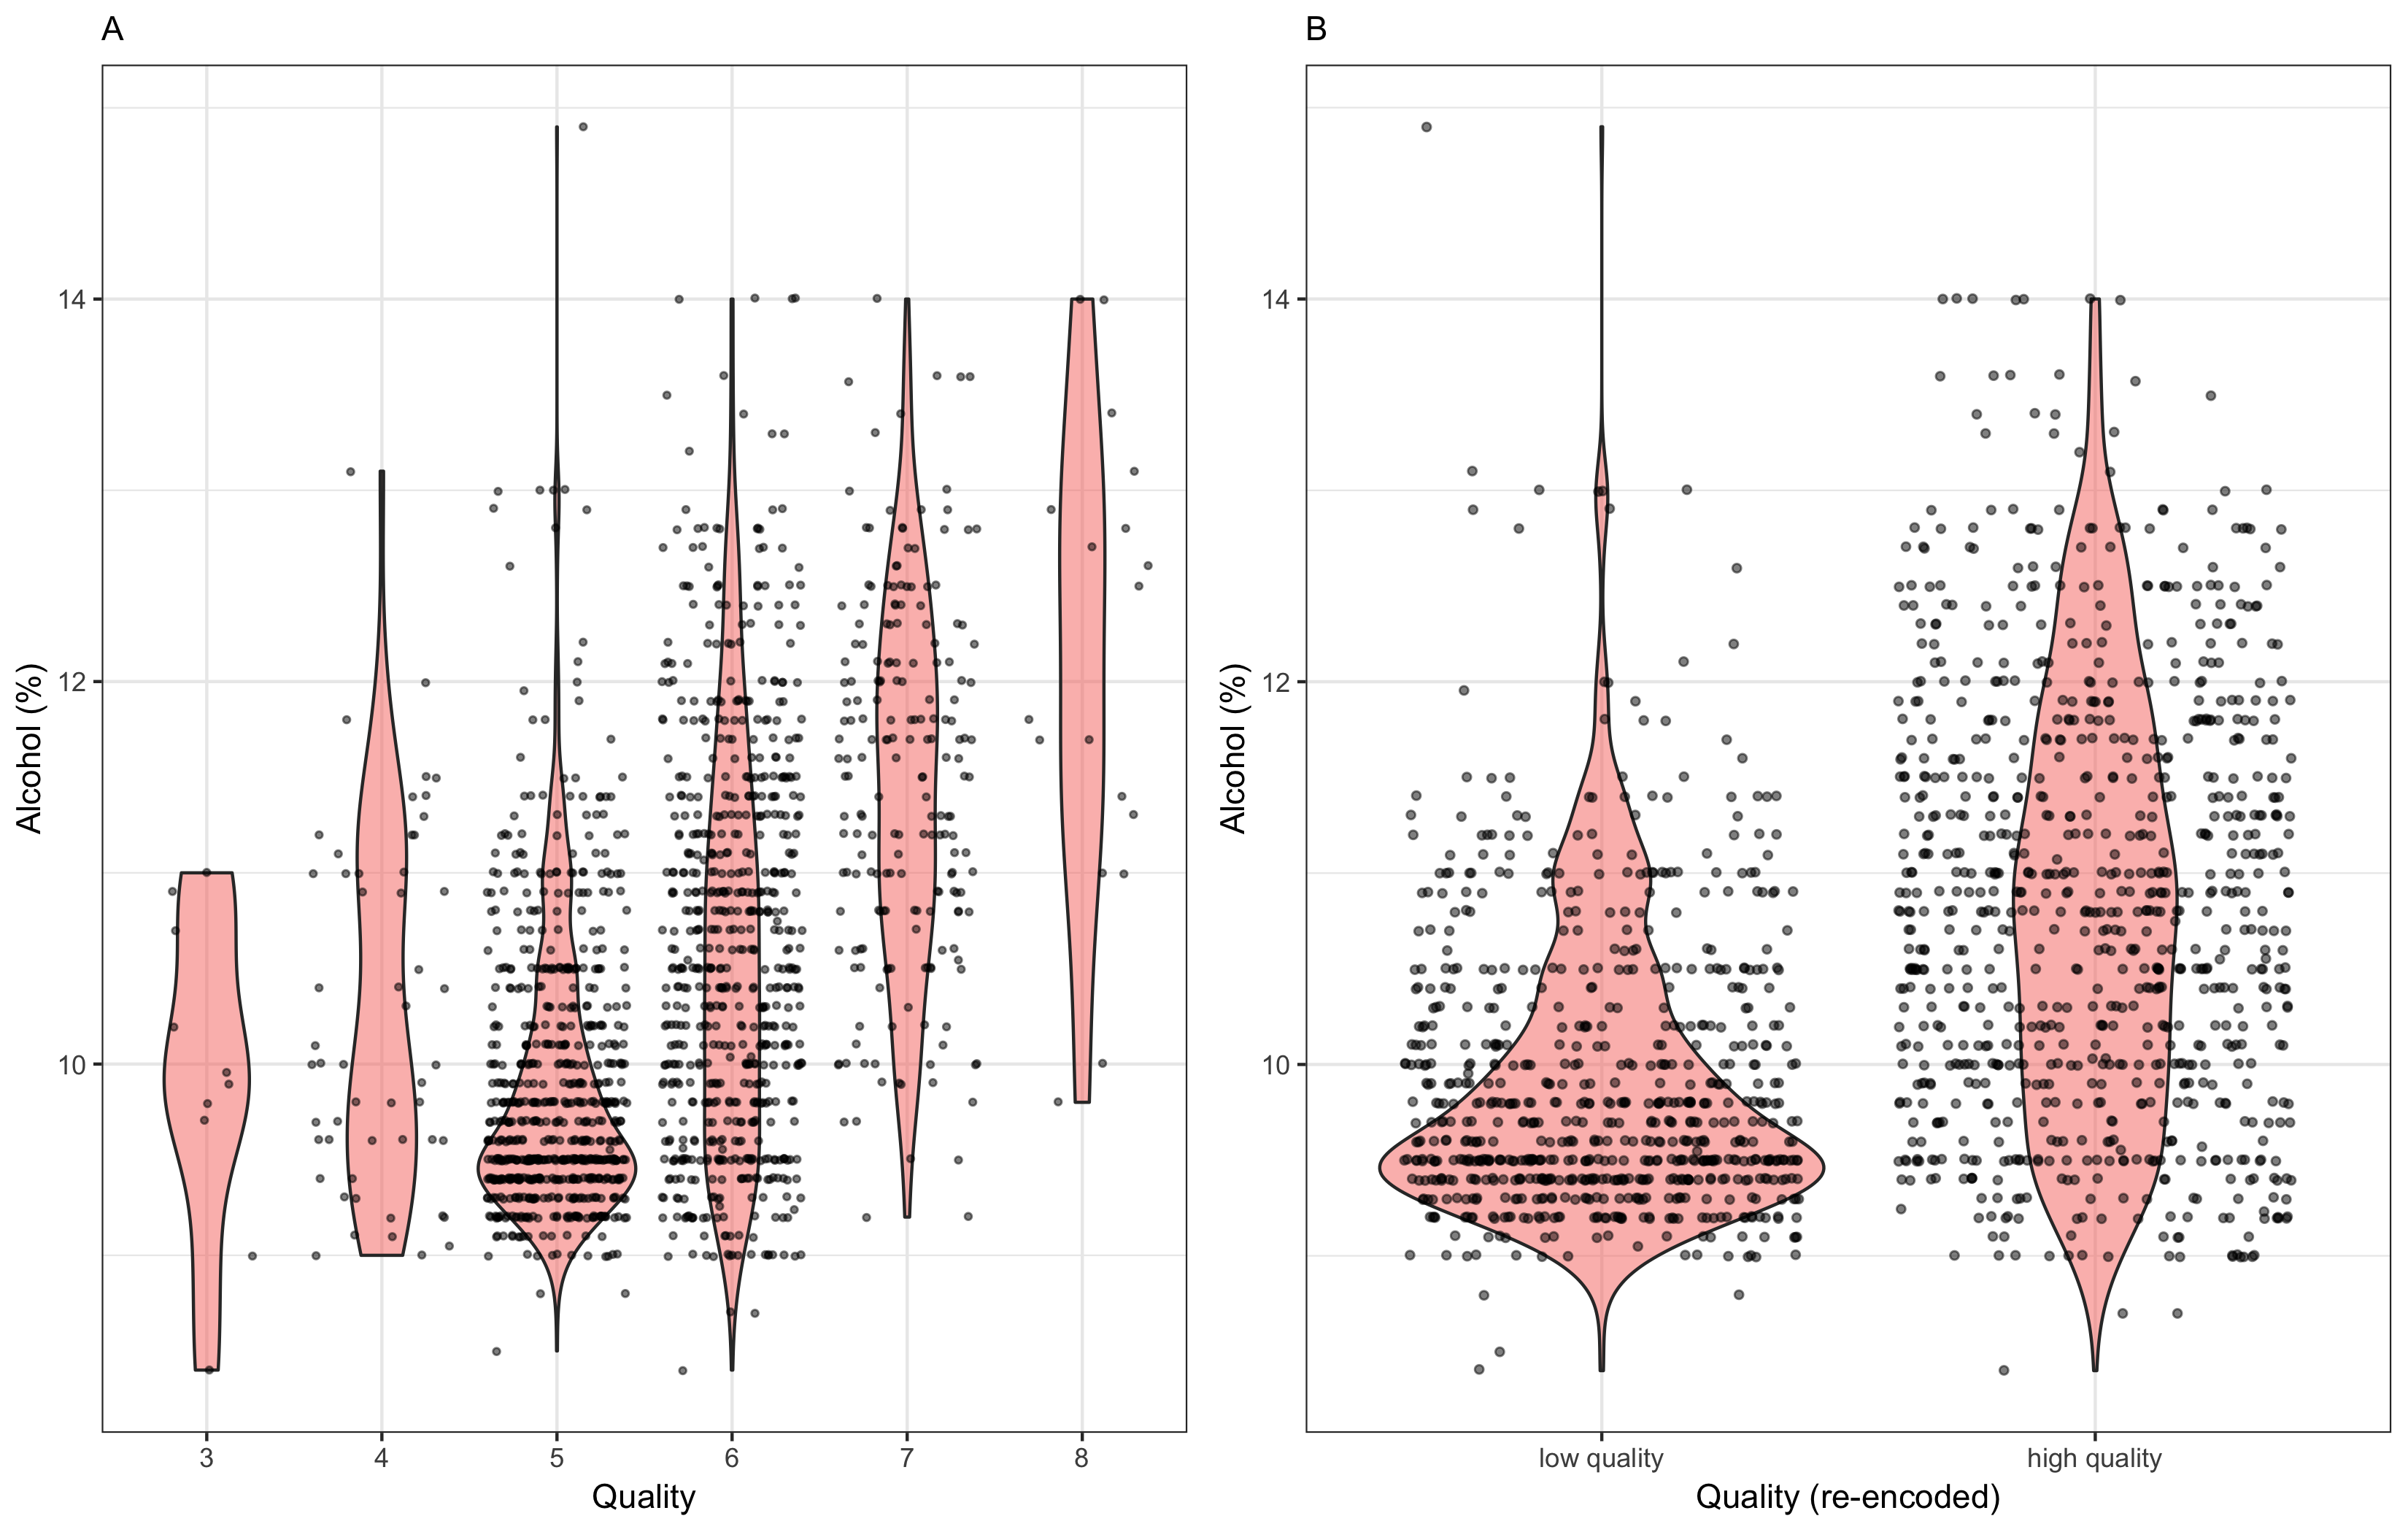 A
Alcohol (%)
14
12
10
3 4 5 6 7 8
Quality
B
Alcohol (%)
14
12
10
low quality high quality
Quality (re-encoded)